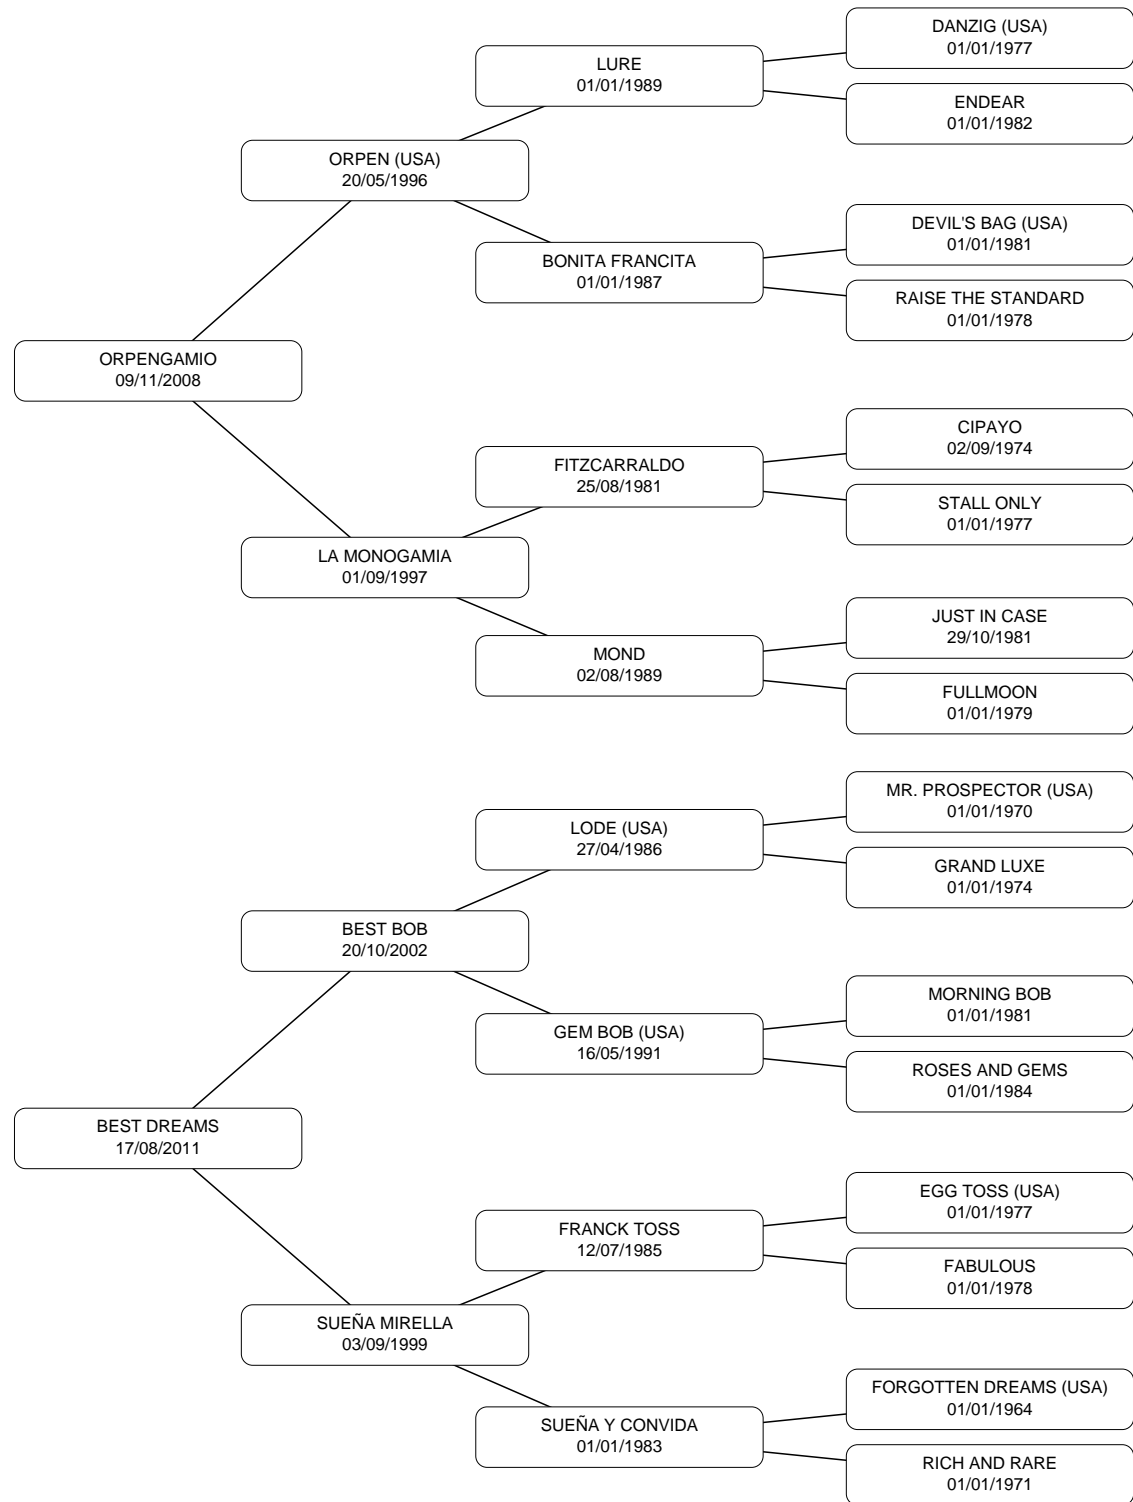 DANZIG (USA)
01/01/1977
LURE
01/01/1989
ENDEAR
01/01/1982
ORPEN (USA)
20/05/1996
DEVIL'S BAG (USA)
01/01/1981
BONITA FRANCITA
01/01/1987
RAISE THE STANDARD
01/01/1978
ORPENGAMIO
09/11/2008
CIPAYO
02/09/1974
FITZCARRALDO
25/08/1981
STALL ONLY
01/01/1977
LA MONOGAMIA
01/09/1997
JUST IN CASE
29/10/1981
MOND
02/08/1989
FULLMOON
01/01/1979
MR. PROSPECTOR (USA)
01/01/1970
LODE (USA)
27/04/1986
GRAND LUXE
01/01/1974
BEST BOB
20/10/2002
MORNING BOB
01/01/1981
GEM BOB (USA)
16/05/1991
ROSES AND GEMS
01/01/1984
BEST DREAMS
17/08/2011
EGG TOSS (USA)
01/01/1977
FRANCK TOSS
12/07/1985
FABULOUS
01/01/1978
SUEÑA MIRELLA
03/09/1999
FORGOTTEN DREAMS (USA)
01/01/1964
SUEÑA Y CONVIDA
01/01/1983
RICH AND RARE
01/01/1971